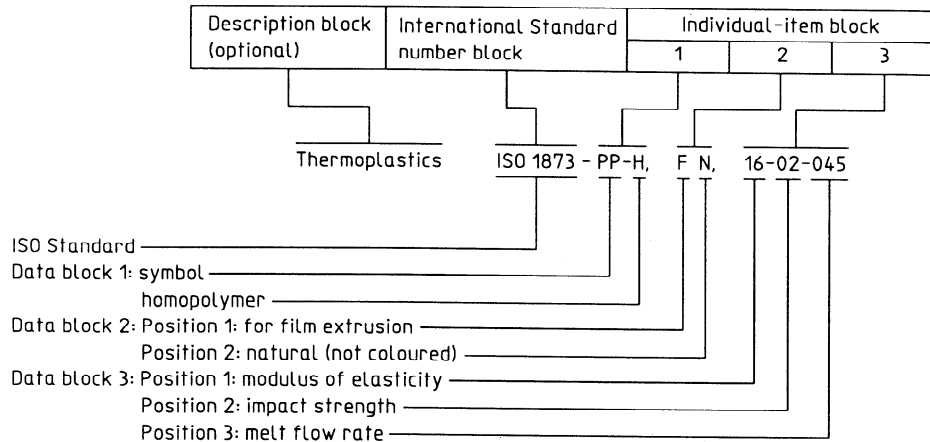 Description block International Standard Individual-item block
(optional) number block 1 2 3
Thermoplastics ISO 1873 - PP-H, F N, 16-02-045
ISO Standard
Data block 1: symbol
homopolymer
Data block 2: Position 1: for film extrusion
Position 2: natural (not coloured)
Data block 3: Position 1: modulus of elasticity
Position 2: impact strength
Position 3: melt flow rate